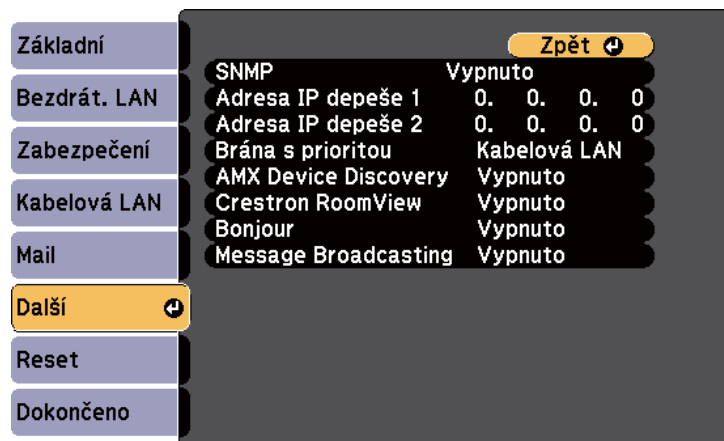 Základní
Bezdrát. LAN
Zabezpečení
Kabelová LAN
Mail
Další
Reset
Dokončeno
Zpět
SNMP Vypnuto
Adresa IP depeše 1 0. 0. 0. 0
Adresa IP depeše 2 0. 0. 0. 0
Brána s prioritou Kabelová LAN
AMX Device Discovery Vypnuto
Crestron RoomView Vypnuto
Bonjour Vypnuto
Message Broadcasting Vypnuto